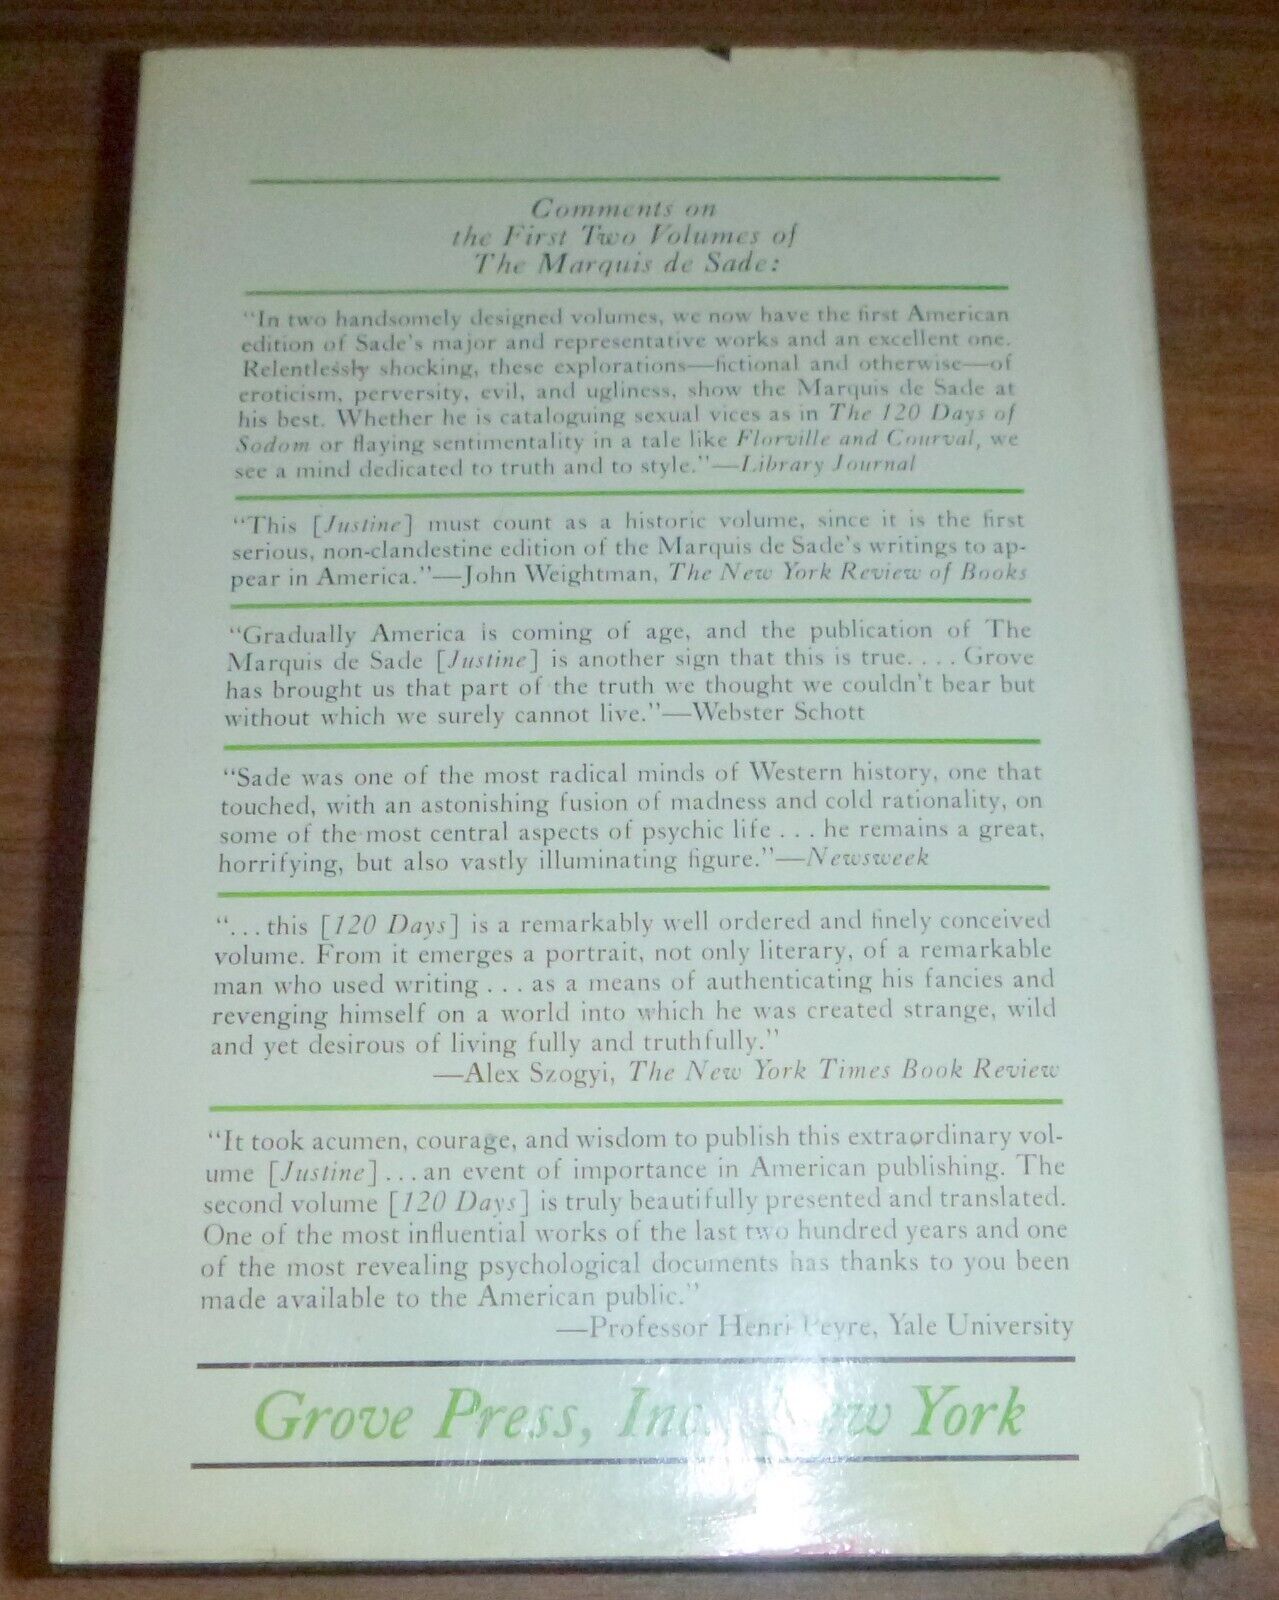 Comments on
the First Two Volumes of
The Marquis de Sade:
"In two handsomely designed volumes, we now have the first American
edition of Sade's major and representative works and an excellent one.
Relentlessly shocking, these explorations—fictional and otherwise—of
eroticism, perversity, evil, and ugliness, show the Marquis de Sade at
his best. Whether he is cataloguing sexual vices as in The 120 Days of
Sodom or flaying sentimentality in a tale like Florville and Courval, we
see a mind dedicated to truth and to style."—Library Journal
"This [Justine] must count as a historic volume, since it is the first
serious, non-clandestine edition of the Marquis de Sade's writings to ap-
pear in America."—John Weightman, The New York Review of Books
"Gradually America is coming of age, and the publication of The
Marquis de Sade [Justine] is another sign that this is true. . . . Grove
has brought us that part of the truth we thought we couldn't bear but
without which we surely cannot live."—Webster Schott
"Sade was one of the most radical minds of Western history, one that
touched, with an astonishing fusion of madness and cold rationality, on
some of the most central aspects of psychic life . . . he remains a great,
horrifying, but also vastly illuminating figure."—Newsweek
". . . this [120 Days] is a remarkably well ordered and finely conceived
volume. From it emerges a portrait, not only literary, of a remarkable
man who used writing . . . as a means of authenticating his fancies and
revenging himself on a world into which he was created strange, wild
and yet desirous of living fully and truthfully."
—Alex Szogyi, The New York Times Book Review
"It took acumen, courage, and wisdom to publish this extraordinary vol-
ume [Justine] . . . an event of importance in American publishing. The
second volume [120 Days] is truly beautifully presented and translated.
One of the most influential works of the last two hundred years and one
of the most revealing psychological documents has thanks to you been
made available to the American public."
—Professor Henri Peyre, Yale University
Grove Press, Inc., New York